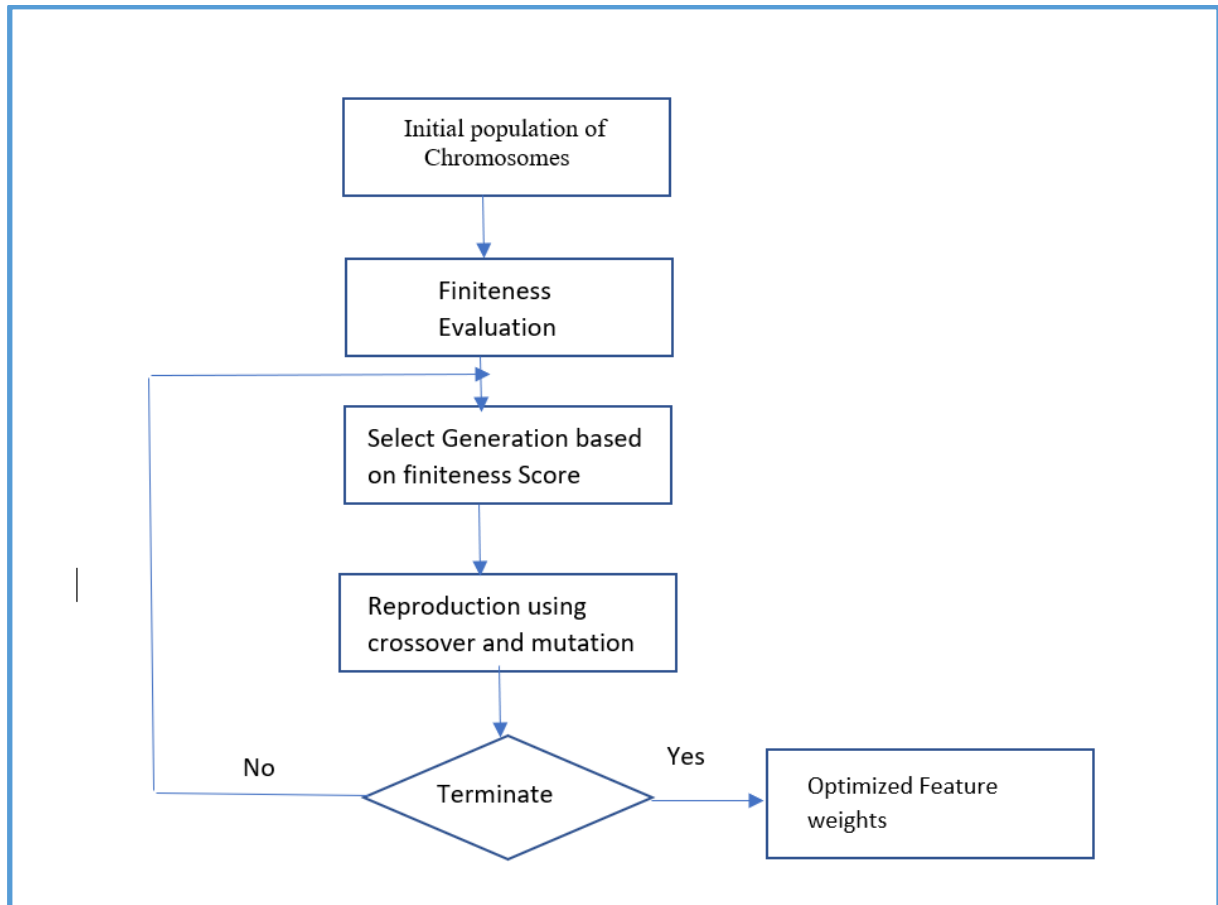 Initial population of
Chromosomes
Finiteness
Evaluation
Select Generation based
on finiteness Score
Reproduction using
crossover and mutation
No
Terminate
Yes
Optimized Feature
weights